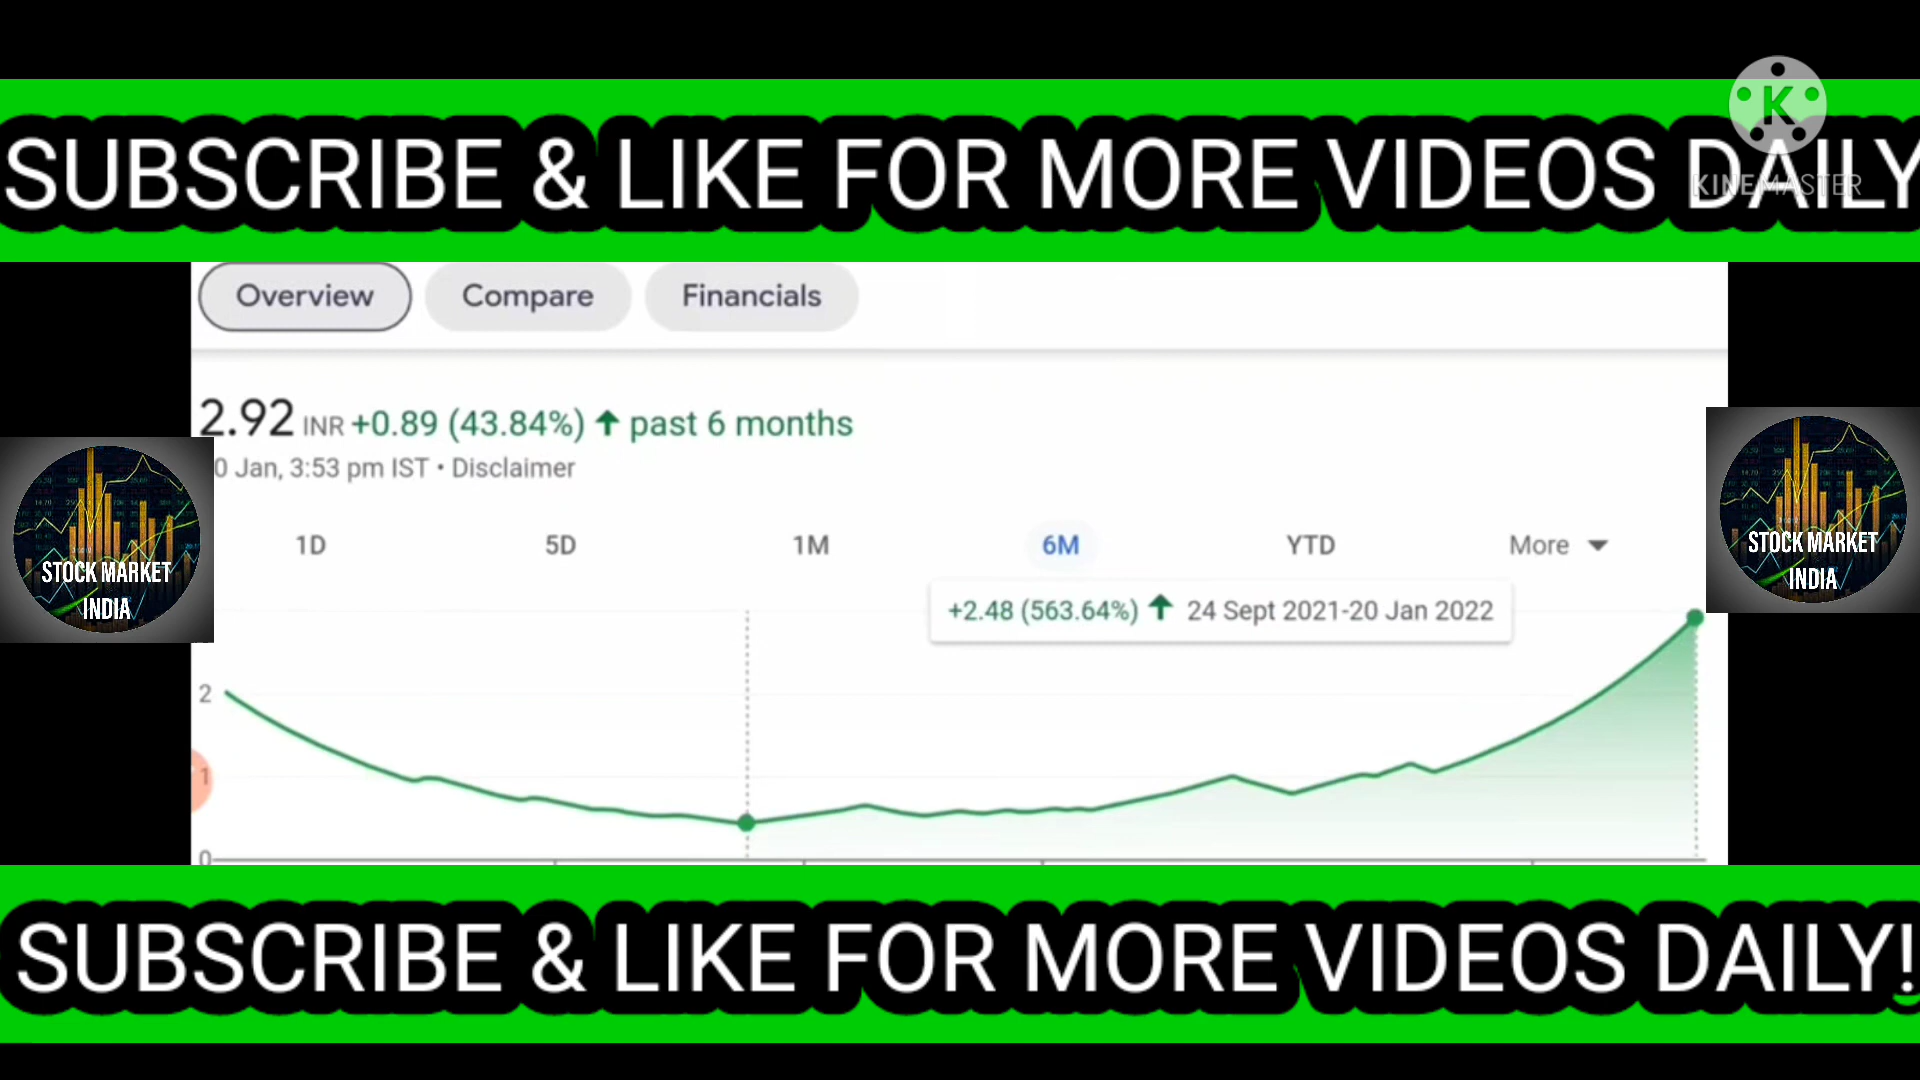 SUBSCRIBE & LIKE FOR MORE VIDEOS DAILY
KINEMASTER
Overview Compare Financials
2.92 INR +0.89 (43.84%) ↑ past 6 months
0 Jan, 3:53 pm IST • Disclaimer
1D 5D 1M 6M YTD More
+2.48 (563.64%) ↑ 24 Sept 2021-20 Jan 2022
STOCK MARKET
INDIA
STOCK MARKET
INDIA
2
1
0
SUBSCRIBE & LIKE FOR MORE VIDEOS DAILY!